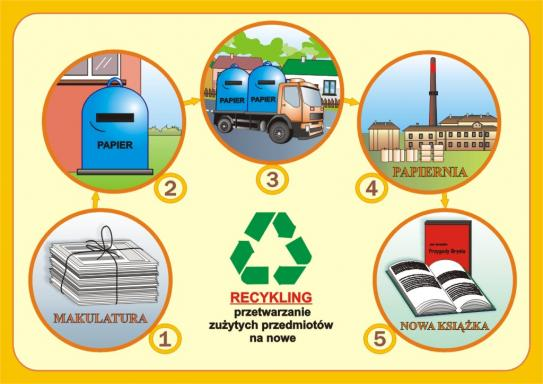 MAKULATURA
1
PAPIER
2
PAPIER PAPIER
3
PAPIERNIA
4
Przygody Gryzia
NOWA KSIĄŻKA
5
RECYKLING
przetwarzanie
zużytych przedmiotów
na nowe